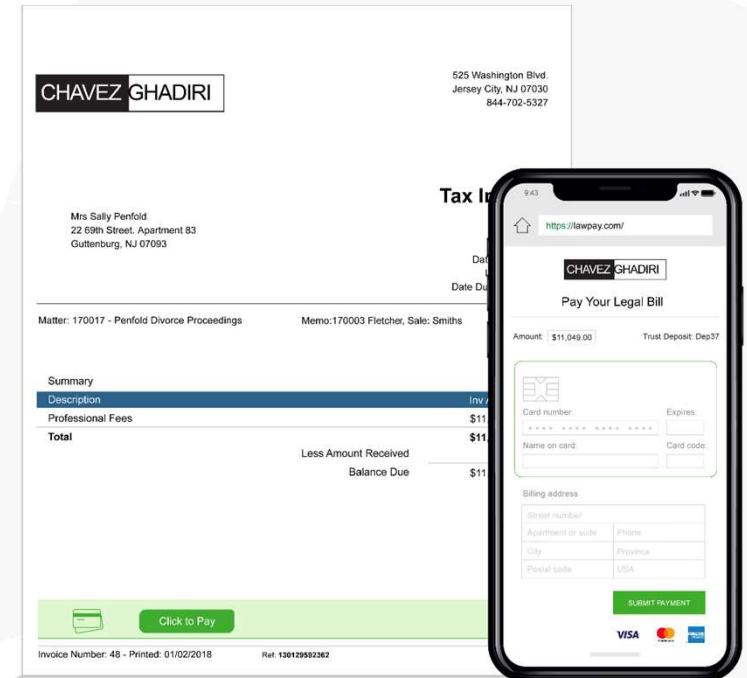 CHAVEZ GHADIRI
525 Washington Blvd.
Jersey City, NJ 07030
844-702-5327
Mrs Sally Penfold
22 69th Street. Apartment 83
Guttenburg, NJ 07093
Tax
Date Du
Matter: 170017 - Penfold Divorce Proceedings
Memo:170003 Fletcher, Sale: Smiths
Summary
Description Inv
Professional Fees $11
Total $11,
Less Amount Received
Balance Due $11
Click to Pay
Invoice Number: 48 - Printed: 01/02/2018 Ref: 130129592362
9:43
https://lawpay.com/
CHAVEZ GHADIRI
Pay Your Legal Bill
Amount: $11,049.00 Trust Deposit: Dep37
Card number: Expires:
**** **** **** ****
Name on card: Card code:
Billing address
Street number
Apartment or suite Phone
City Province
Postal code USA
SUBMIT PAYMENT
VISA